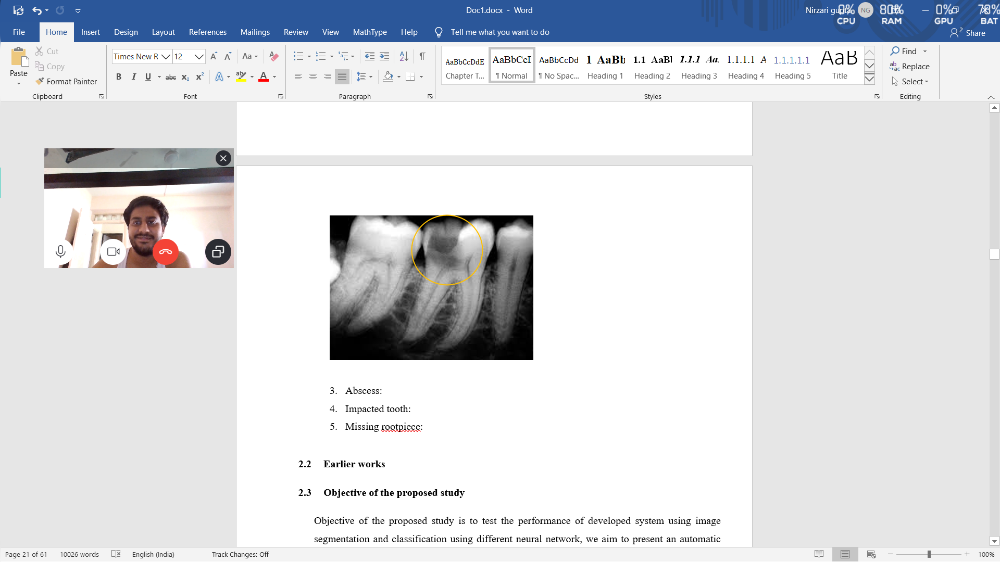 Doc1.docx - Word
Nirzari gupta
NG
0%
CPU
80%
RAM
0%
GPU
78%
BAT
File
Home
Insert
Design
Layout
References
Mailings
Review
View
MathType
Help
Tell me what you want to do
2
Share
Paste
Cut
Copy
Format Painter
Clipboard
Times New R
12
Aa
B I U abc x₂ x²
A
ab
A
Font
Paragraph
AaBbCcDdE
Chapter T...
AaBbCcI
¶ Normal
AaBbCcDd
¶ No Spac...
1 AaBb
Heading 1
1.1 AaBl
Heading 2
1.1.1 Aa.
Heading 3
1.1.1.1 A
Heading 4
1.1.1.1.1
Heading 5
AaB
Title
Styles
Find
Replace
Select
Editing
3. Abscess:
4. Impacted tooth:
5. Missing rootpiece:
2.2 Earlier works
2.3 Objective of the proposed study
Objective of the proposed study is to test the performance of developed system using image
segmentation and classification using different neural network, we aim to present an automatic
Page 21 of 61
10026 words
English (India)
Track Changes: Off
100%